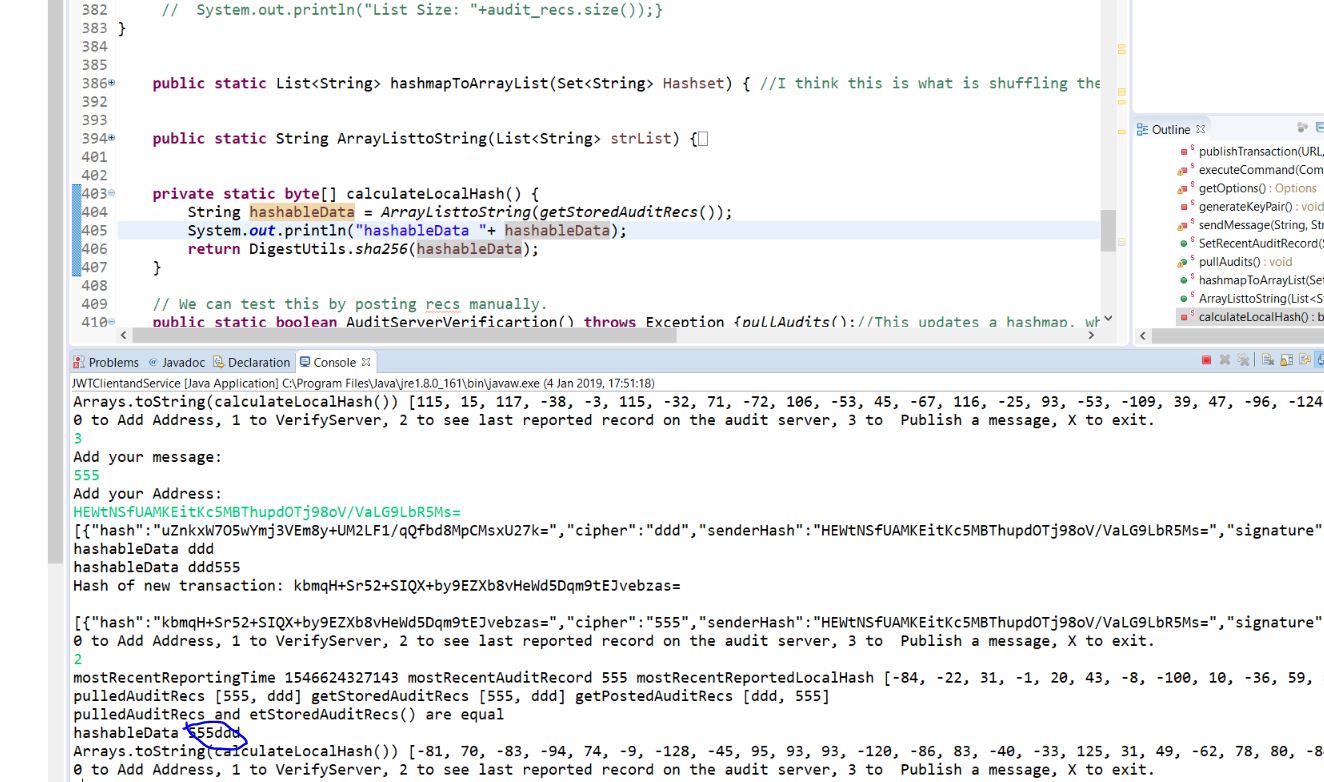 382 // System.out.println("List Size: "+audit_recs.size());}
383 }
384
385
386 public static List<String> hashmapToArrayList(Set<String> Hashset) { //I think this is what is shuffling the
392
393
394 public static String ArrayListtoString(List<String> strList) {
401
402
403 private static byte[] calculateLocalHash() {
404 String hashableData = ArrayListtoString(getStoredAuditRecs());
405 System.out.println("hashableData "+ hashableData);
406 return DigestUtils.sha256(hashableData);
407 }
408
409 // We can test this by posting recs manually.
410 public static boolean AuditServerVerificartion() throws Exception {pullAudits();//This updates a hashmap, wh
Outline
publishTransaction(URL,
executeCommand(Com
getOptions() : Options
generateKeyPair() : void
sendMessage(String, Str
SetRecentAuditRecord(S
pullAudits() : void
hashmapToArrayList(Set
ArrayListtoString(List<St
calculateLocalHash() : b
Problems @ Javadoc Declaration Console
JWTClientandService [Java Application] C:\Program Files\Java\jre1.8.0_161\bin\javaw.exe (4 Jan 2019, 17:51:18)
Arrays.toString(calculateLocalHash()) [115, 15, 117, -38, -3, 115, -32, 71, -72, 106, -53, 45, -67, 116, -25, 93, -53, -109, 39, 47, -96, -124
0 to Add Address, 1 to VerifyServer, 2 to see last reported record on the audit server, 3 to  Publish a message, X to exit.
3
Add your message:
555
Add your Address:
HEWtNSfUAMKEitKc5MBThupdOTj98oV/VaLG9LbR5Ms=
[{"hash":"uZnkxW7O5wYmj3VEm8y+UM2LF1/qQfbd8MpCMsxU27k=","cipher":"ddd","senderHash":"HEWtNSfUAMKEitKc5MBThupdOTj98oV/VaLG9LbR5Ms=","signature"
hashableData ddd
hashableData ddd555
Hash of new transaction: kbmqH+Sr52+SIQX+by9EZXb8vHeWd5Dqm9tEJvebzas=
[{"hash":"kbmqH+Sr52+SIQX+by9EZXb8vHeWd5Dqm9tEJvebzas=","cipher":"555","senderHash":"HEWtNSfUAMKEitKc5MBThupdOTj98oV/VaLG9LbR5Ms=","signature"
0 to Add Address, 1 to VerifyServer, 2 to see last reported record on the audit server, 3 to  Publish a message, X to exit.
2
mostRecentReportingTime 1546624327143 mostRecentAuditRecord 555 mostRecentReportedLocalHash [-84, -22, 31, -1, 20, 43, -8, -100, 10, -36, 59,
pulledAuditRecs [555, ddd] getStoredAuditRecs [555, ddd] getPostedAuditRecs [ddd, 555]
pulledAuditRecs and etStoredAuditRecs() are equal
hashableData 555ddd
Arrays.toString(calculateLocalHash()) [-81, 70, -83, -94, 74, -9, -128, -45, 95, 93, 93, -120, -86, 83, -40, -33, 125, 31, 49, -62, 78, 80, -84
0 to Add Address, 1 to VerifyServer, 2 to see last reported record on the audit server, 3 to  Publish a message, X to exit.